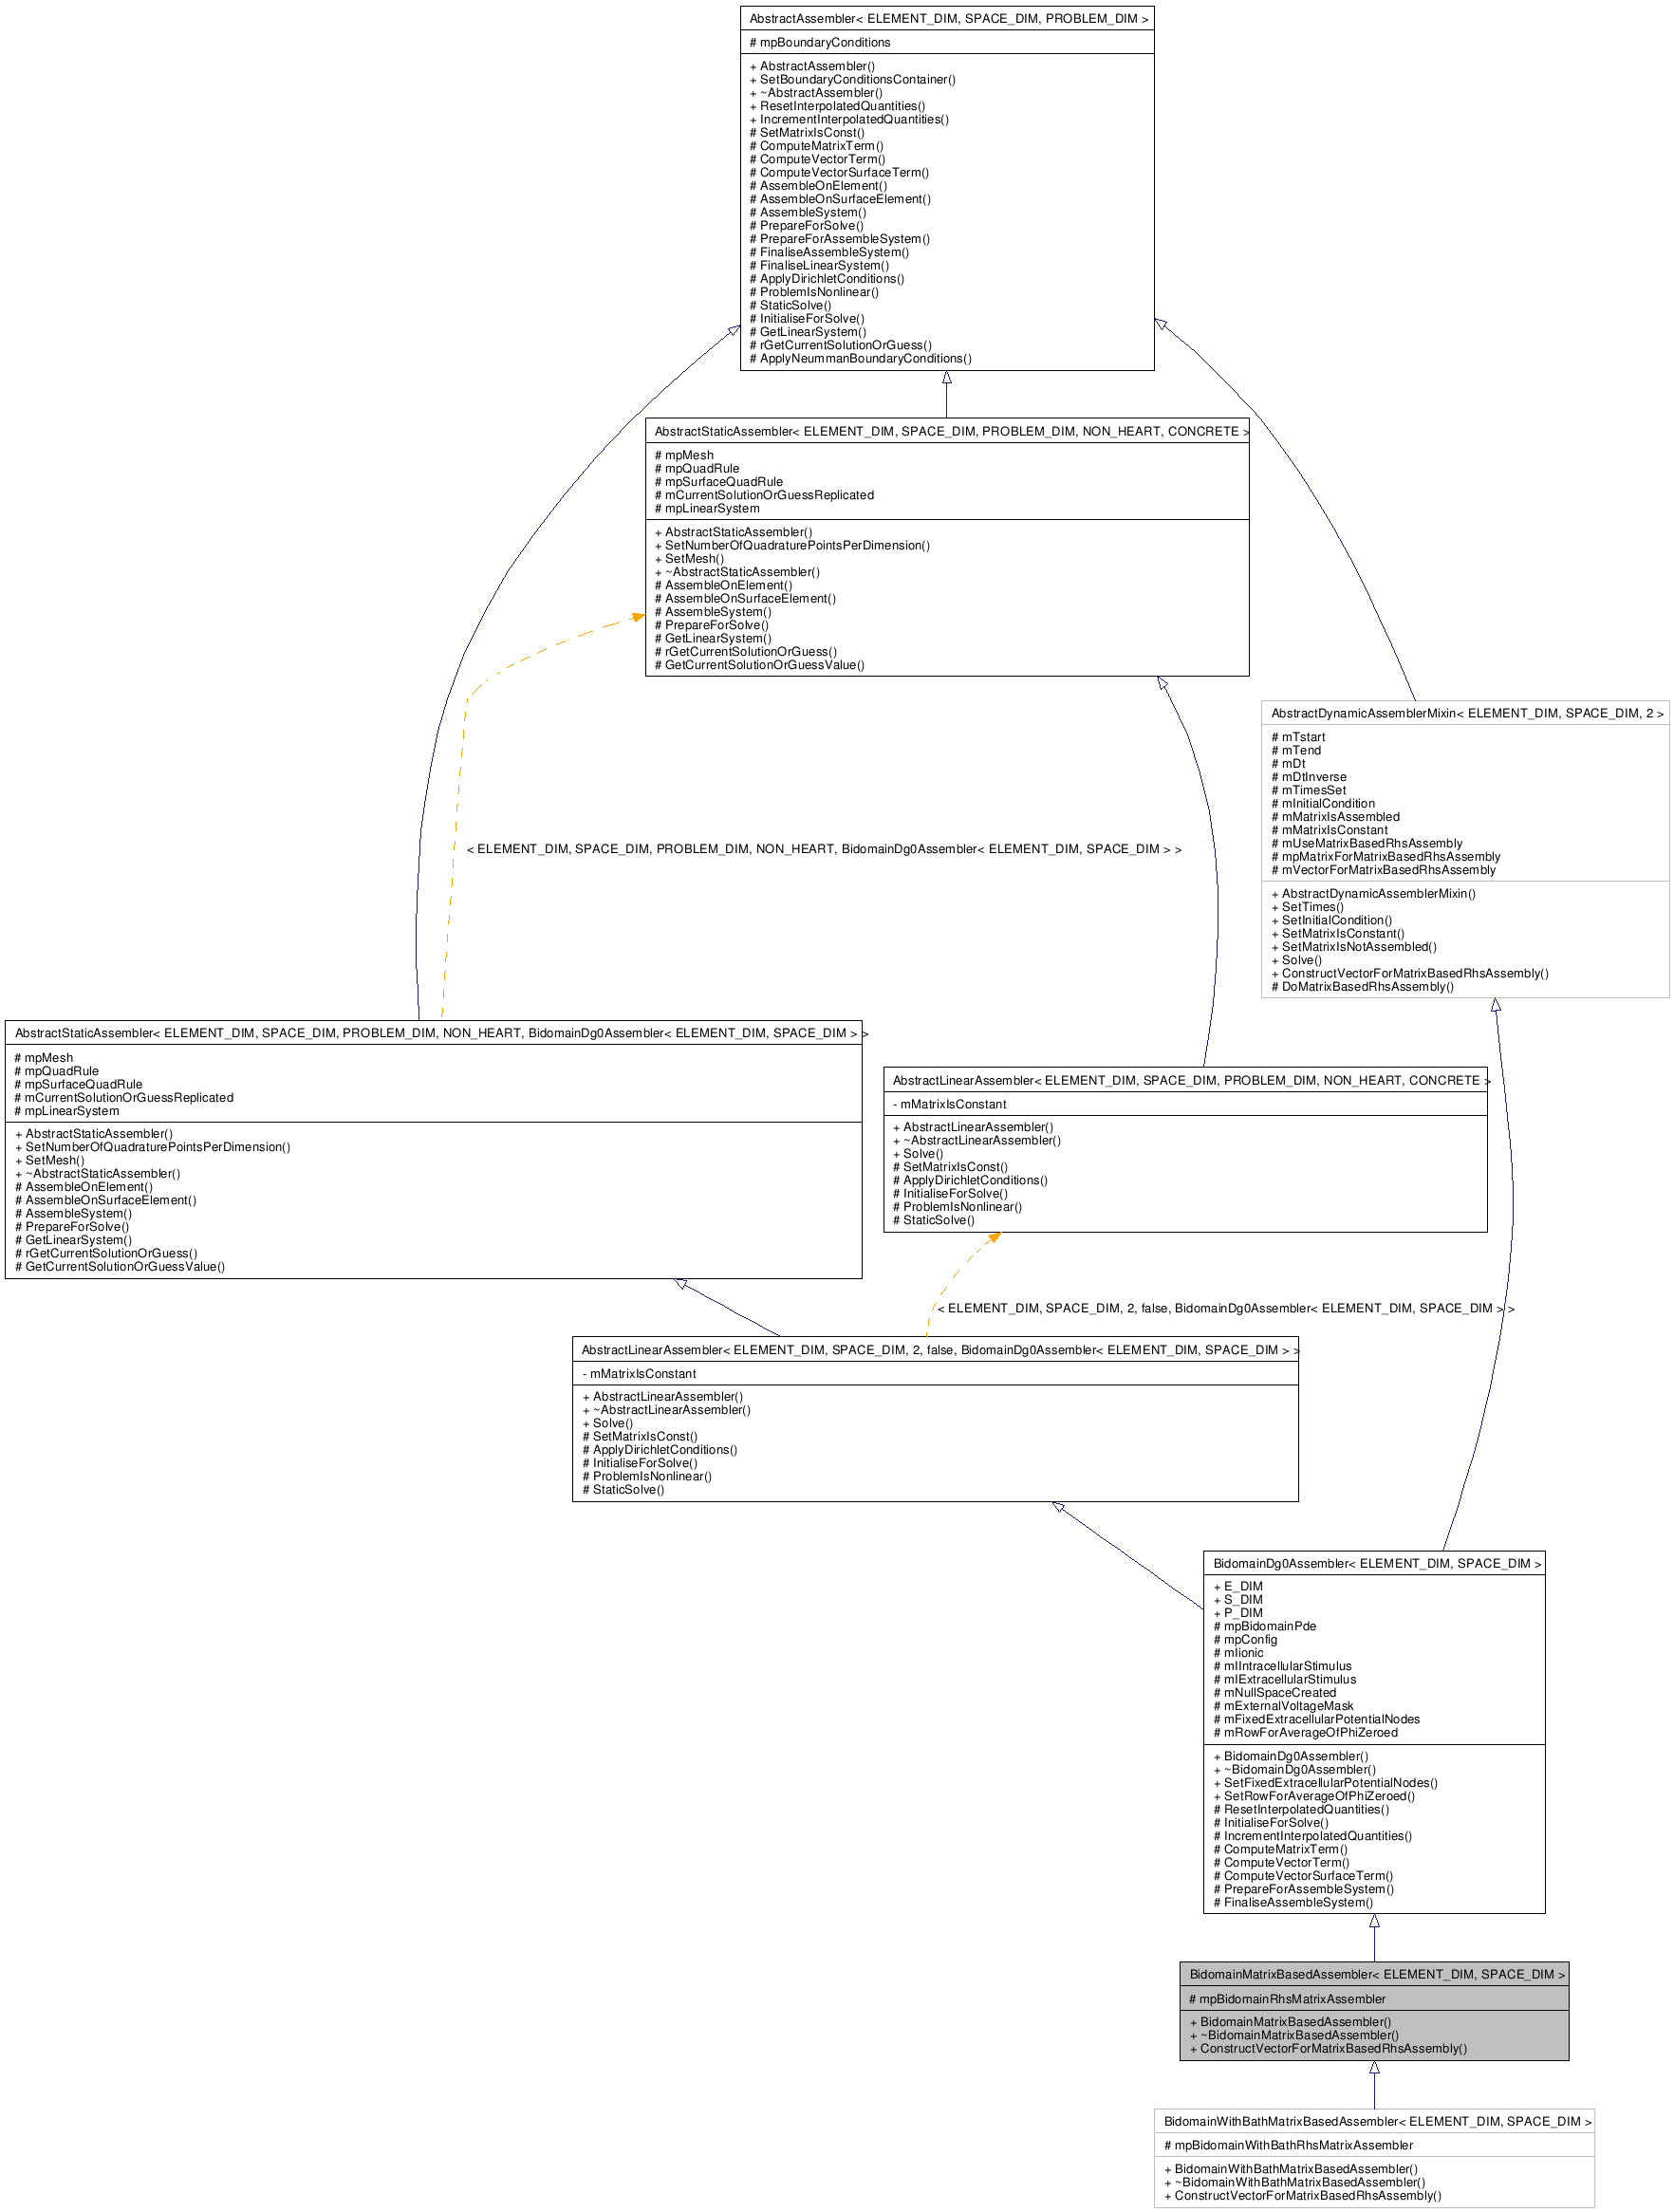 AbstractAssembler< ELEMENT_DIM, SPACE_DIM, PROBLEM_DIM >
# mpBoundaryConditions
+ AbstractAssembler()
+ SetBoundaryConditionsContainer()
+ ~AbstractAssembler()
+ ResetInterpolatedQuantities()
+ IncrementInterpolatedQuantities()
# SetMatrixIsConst()
# ComputeMatrixTerm()
# ComputeVectorTerm()
# ComputeVectorSurfaceTerm()
# AssembleOnElement()
# AssembleOnSurfaceElement()
# AssembleSystem()
# PrepareForSolve()
# PrepareForAssembleSystem()
# FinaliseAssembleSystem()
# FinaliseLinearSystem()
# ApplyDirichletConditions()
# ProblemIsNonlinear()
# StaticSolve()
# InitialiseForSolve()
# GetLinearSystem()
# rGetCurrentSolutionOrGuess()
# ApplyNeummanBoundaryConditions()
AbstractStaticAssembler< ELEMENT_DIM, SPACE_DIM, PROBLEM_DIM, NON_HEART, CONCRETE >
# mpMesh
# mpQuadRule
# mpSurfaceQuadRule
# mCurrentSolutionOrGuessReplicated
# mpLinearSystem
+ AbstractStaticAssembler()
+ SetNumberOfQuadraturePointsPerDimension()
+ SetMesh()
+ ~AbstractStaticAssembler()
# AssembleOnElement()
# AssembleOnSurfaceElement()
# AssembleSystem()
# PrepareForSolve()
# GetLinearSystem()
# rGetCurrentSolutionOrGuess()
# GetCurrentSolutionOrGuessValue()
AbstractDynamicAssemblerMixin< ELEMENT_DIM, SPACE_DIM, 2 >
# mTstart
# mTend
# mDt
# mDtInverse
# mTimesSet
# mInitialCondition
# mMatrixIsAssembled
# mMatrixIsConstant
# mUseMatrixBasedRhsAssembly
# mpMatrixForMatrixBasedRhsAssembly
# mVectorForMatrixBasedRhsAssembly
+ AbstractDynamicAssemblerMixin()
+ SetTimes()
+ SetInitialCondition()
+ SetMatrixIsConstant()
+ SetMatrixIsNotAssembled()
+ Solve()
+ ConstructVectorForMatrixBasedRhsAssembly()
# DoMatrixBasedRhsAssembly()
< ELEMENT_DIM, SPACE_DIM, PROBLEM_DIM, NON_HEART, BidomainDg0Assembler< ELEMENT_DIM, SPACE_DIM > >
AbstractStaticAssembler< ELEMENT_DIM, SPACE_DIM, PROBLEM_DIM, NON_HEART, BidomainDg0Assembler< ELEMENT_DIM, SPACE_DIM > >
# mpMesh
# mpQuadRule
# mpSurfaceQuadRule
# mCurrentSolutionOrGuessReplicated
# mpLinearSystem
+ AbstractStaticAssembler()
+ SetNumberOfQuadraturePointsPerDimension()
+ SetMesh()
+ ~AbstractStaticAssembler()
# AssembleOnElement()
# AssembleOnSurfaceElement()
# AssembleSystem()
# PrepareForSolve()
# GetLinearSystem()
# rGetCurrentSolutionOrGuess()
# GetCurrentSolutionOrGuessValue()
AbstractLinearAssembler< ELEMENT_DIM, SPACE_DIM, PROBLEM_DIM, NON_HEART, CONCRETE >
- mMatrixIsConstant
+ AbstractLinearAssembler()
+ ~AbstractLinearAssembler()
+ Solve()
# SetMatrixIsConst()
# ApplyDirichletConditions()
# InitialiseForSolve()
# ProblemIsNonlinear()
# StaticSolve()
< ELEMENT_DIM, SPACE_DIM, 2, false, BidomainDg0Assembler< ELEMENT_DIM, SPACE_DIM > >
AbstractLinearAssembler< ELEMENT_DIM, SPACE_DIM, 2, false, BidomainDg0Assembler< ELEMENT_DIM, SPACE_DIM > >
- mMatrixIsConstant
+ AbstractLinearAssembler()
+ ~AbstractLinearAssembler()
+ Solve()
# SetMatrixIsConst()
# ApplyDirichletConditions()
# InitialiseForSolve()
# ProblemIsNonlinear()
# StaticSolve()
BidomainDg0Assembler< ELEMENT_DIM, SPACE_DIM >
+ E_DIM
+ S_DIM
+ P_DIM
# mpBidomainPde
# mpConfig
# mIionic
# mIIntracellularStimulus
# mIExtracellularStimulus
# mNullSpaceCreated
# mExternalVoltageMask
# mFixedExtracellularPotentialNodes
# mRowForAverageOfPhiZeroed
+ BidomainDg0Assembler()
+ ~BidomainDg0Assembler()
+ SetFixedExtracellularPotentialNodes()
+ SetRowForAverageOfPhiZeroed()
# ResetInterpolatedQuantities()
# InitialiseForSolve()
# IncrementInterpolatedQuantities()
# ComputeMatrixTerm()
# ComputeVectorTerm()
# ComputeVectorSurfaceTerm()
# PrepareForAssembleSystem()
# FinaliseAssembleSystem()
BidomainMatrixBasedAssembler< ELEMENT_DIM, SPACE_DIM >
# mpBidomainRhsMatrixAssembler
+ BidomainMatrixBasedAssembler()
+ ~BidomainMatrixBasedAssembler()
+ ConstructVectorForMatrixBasedRhsAssembly()
BidomainWithBathMatrixBasedAssembler< ELEMENT_DIM, SPACE_DIM >
# mpBidomainWithBathRhsMatrixAssembler
+ BidomainWithBathMatrixBasedAssembler()
+ ~BidomainWithBathMatrixBasedAssembler()
+ ConstructVectorForMatrixBasedRhsAssembly()